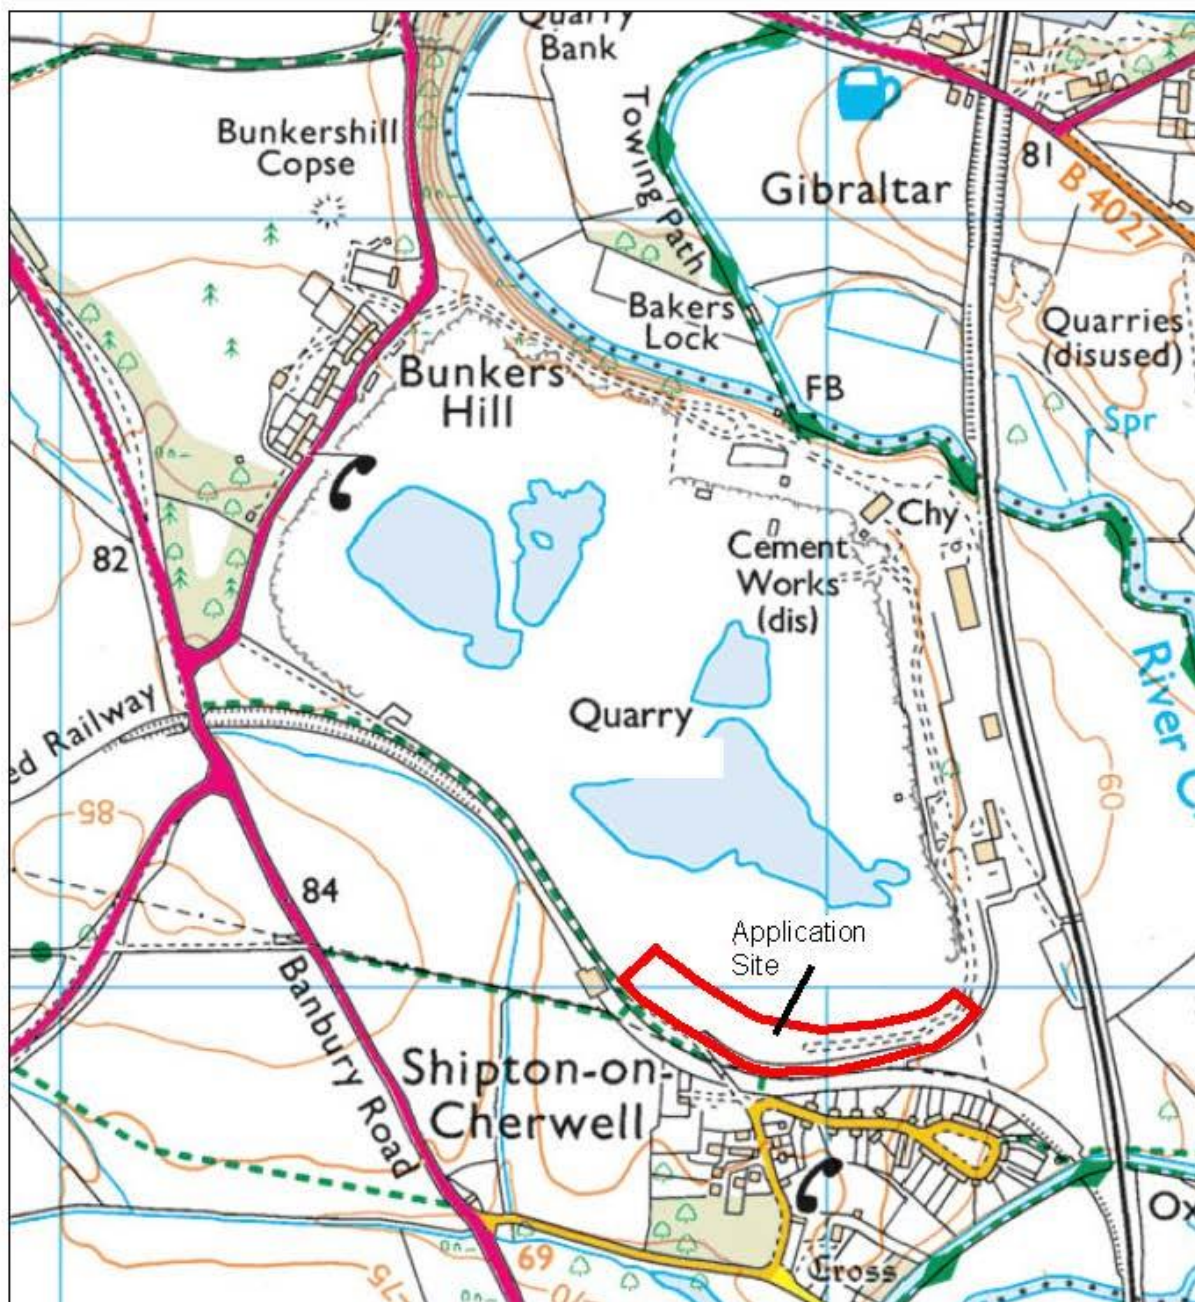 Quarry
Bank
Towing Path
Bunkershill
Copse
Gibraltar
81
B 4027
Bakers
Lock
Quarries
(disused)
Bunkers
Hill
FB
Spr
Chy
Cement
Works
(dis)
82
River
Quarry
ed Railway
60
85
84
Application
Site
Banbury Road
Shipton-on-
Cherwell
Ox
69
Cross
75
70